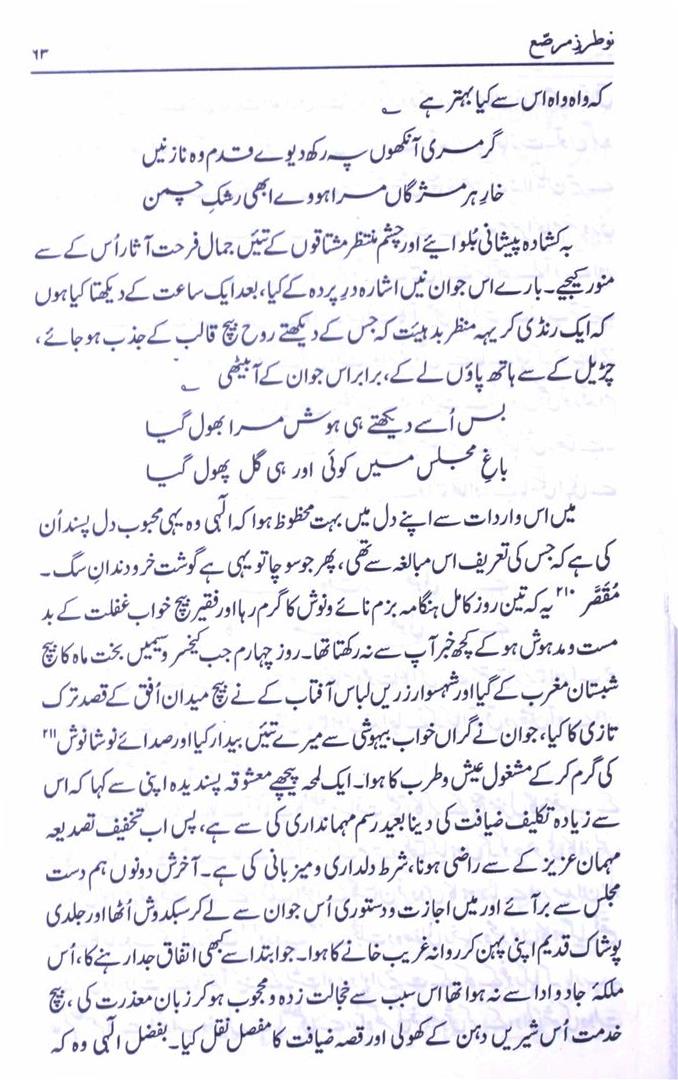 نو طرزِ مرصّع
۶۳
کہ واہ واہ اس سے کیا بہتر ہے ؎
گر مری آنکھوں پہ رکھ دیوے قدم وہ نازنیں
خارِ ہر مژگاں مرا ہووے ابھی رشکِ چمن
بہ کشادہ پیشانی بُلوائیے اور چشم منتظر مشتاقوں کے تئیں جمال فرحت آثار اُس کے سے
منور کیجیے۔ بارے اس جوان نیں اشارہ درِ پردہ کے کیا، بعد ایک ساعت کے دیکھتا کیا ہوں
کہ ایک رنڈی کریہہ منظر بد ہیئت کہ جس کے دیکھتے روح بیچ قالب کے جذب ہو جائے،
چڑیل کے سے ہاتھ پاؤں لے کے، برابر اس جوان کے آ بیٹھی ؎
بس اُسے دیکھتے ہی ہوش مرا بھول گیا
باغِ مجلس میں کوئی اور ہی گل پھول گیا
میں اس واردات سے اپنے دل میں بہت محظوظ ہوا کہ الٰہی وہ یہی محبوب دل پسند اُن
کی ہے کہ جس کی تعریف اس مبالغہ سے تھی، پھر جو سوچا تو یہی ہے گوشت خر و دندانِ سگ۔
مُقَصَّر ۲۱۰ یہ کہ تین روز کامل ہنگامہ بزم نائے و نوش کا گرم رہا اور فقیر بیچ خواب غفلت کے بد
مست و مدہوش ہو کے کچھ خبر آپ سے نہ رکھتا تھا۔ روز چہارم جب کیخسر و سیمیں بخت ماہ کا بیچ
شبستان مغرب کے گیا اور شہسوار زریں لباس آفتاب کے نے بیچ میدان اُفق کے قصد ترک
تازی کا کیا، جوان نے گراں خواب بیہوشی سے میرے تئیں بیدار کیا اور صدائے نوشا نوش ۲۱۱
کی گرم کر کے مشغول عیش و طرب کا ہوا۔ ایک لمحہ پیچھے معشوقہ پسندیدہ اپنی سے کہا کہ اس
سے زیادہ تکلیف ضیافت کی دینا بعید رسم مہمانداری کی سے ہے، پس اب تخفیف تصدیعہ
مہمان عزیز کے سے راضی ہونا، شرط دلداری و میزبانی کی ہے۔ آخرش دونوں ہم دست
مجلس سے بر آئے اور میں اجازت و دستوری اُس جوان سے لے کر سبکدوش اُٹھا اور جلدی
پوشاک قدیم اپنی پہن کر روانہ غریب خانے کا ہوا۔ جو ابتدا سے کبھی اتفاق جدا رہنے کا، اُس
ملکۂ جادو ادا سے نہ ہوا تھا اس سبب سے خجالت زدہ و محجوب ہو کر زبان معذرت کی، بیچ
خدمت اُس شیریں دہن کے کھولی اور قصہ ضیافت کا مفصل نقل کیا۔ بفضل الٰہی وہ کہ